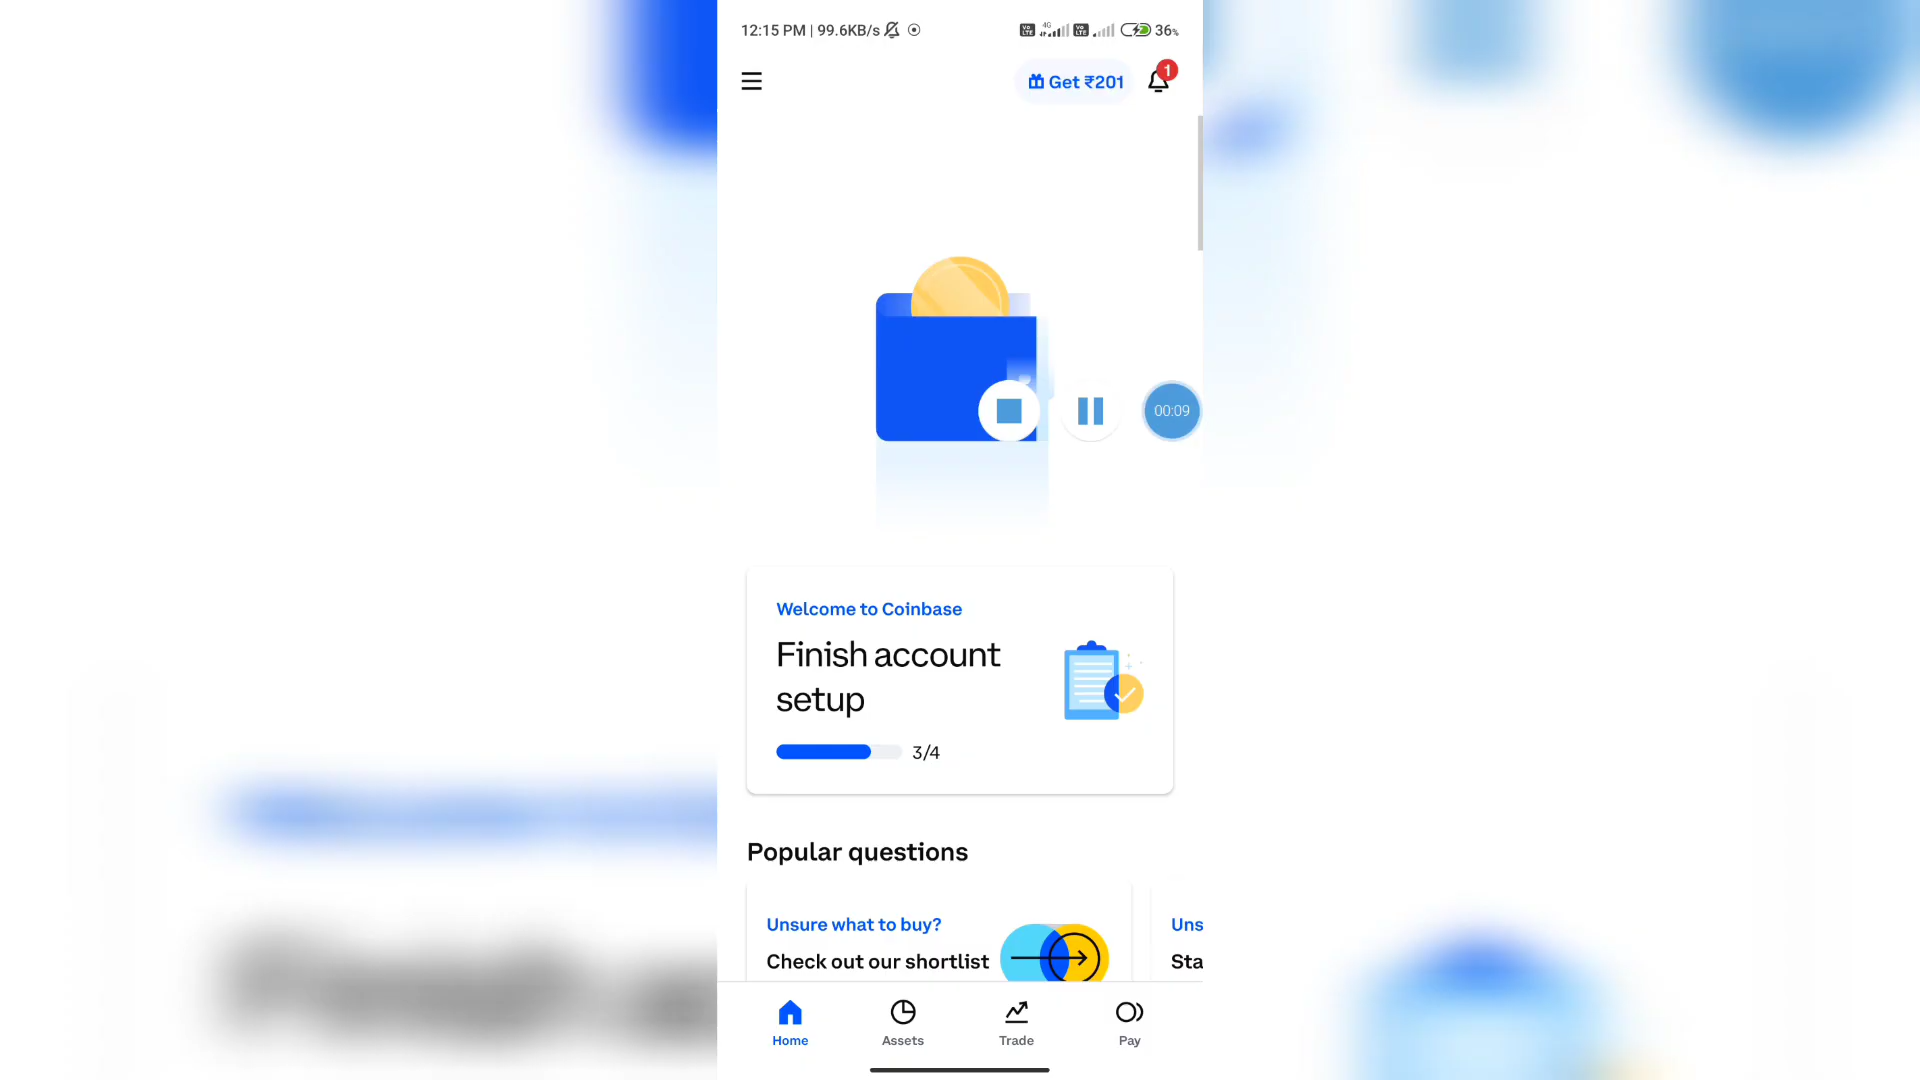 12:15 PM | 99.6KB/s
4G
36%
Get ₹201
1
00:09
Welcome to Coinbase
Finish account
setup
3/4
Popular questions
Unsure what to buy?
Check out our shortlist
Uns
Sta
Home
Assets
Trade
Pay